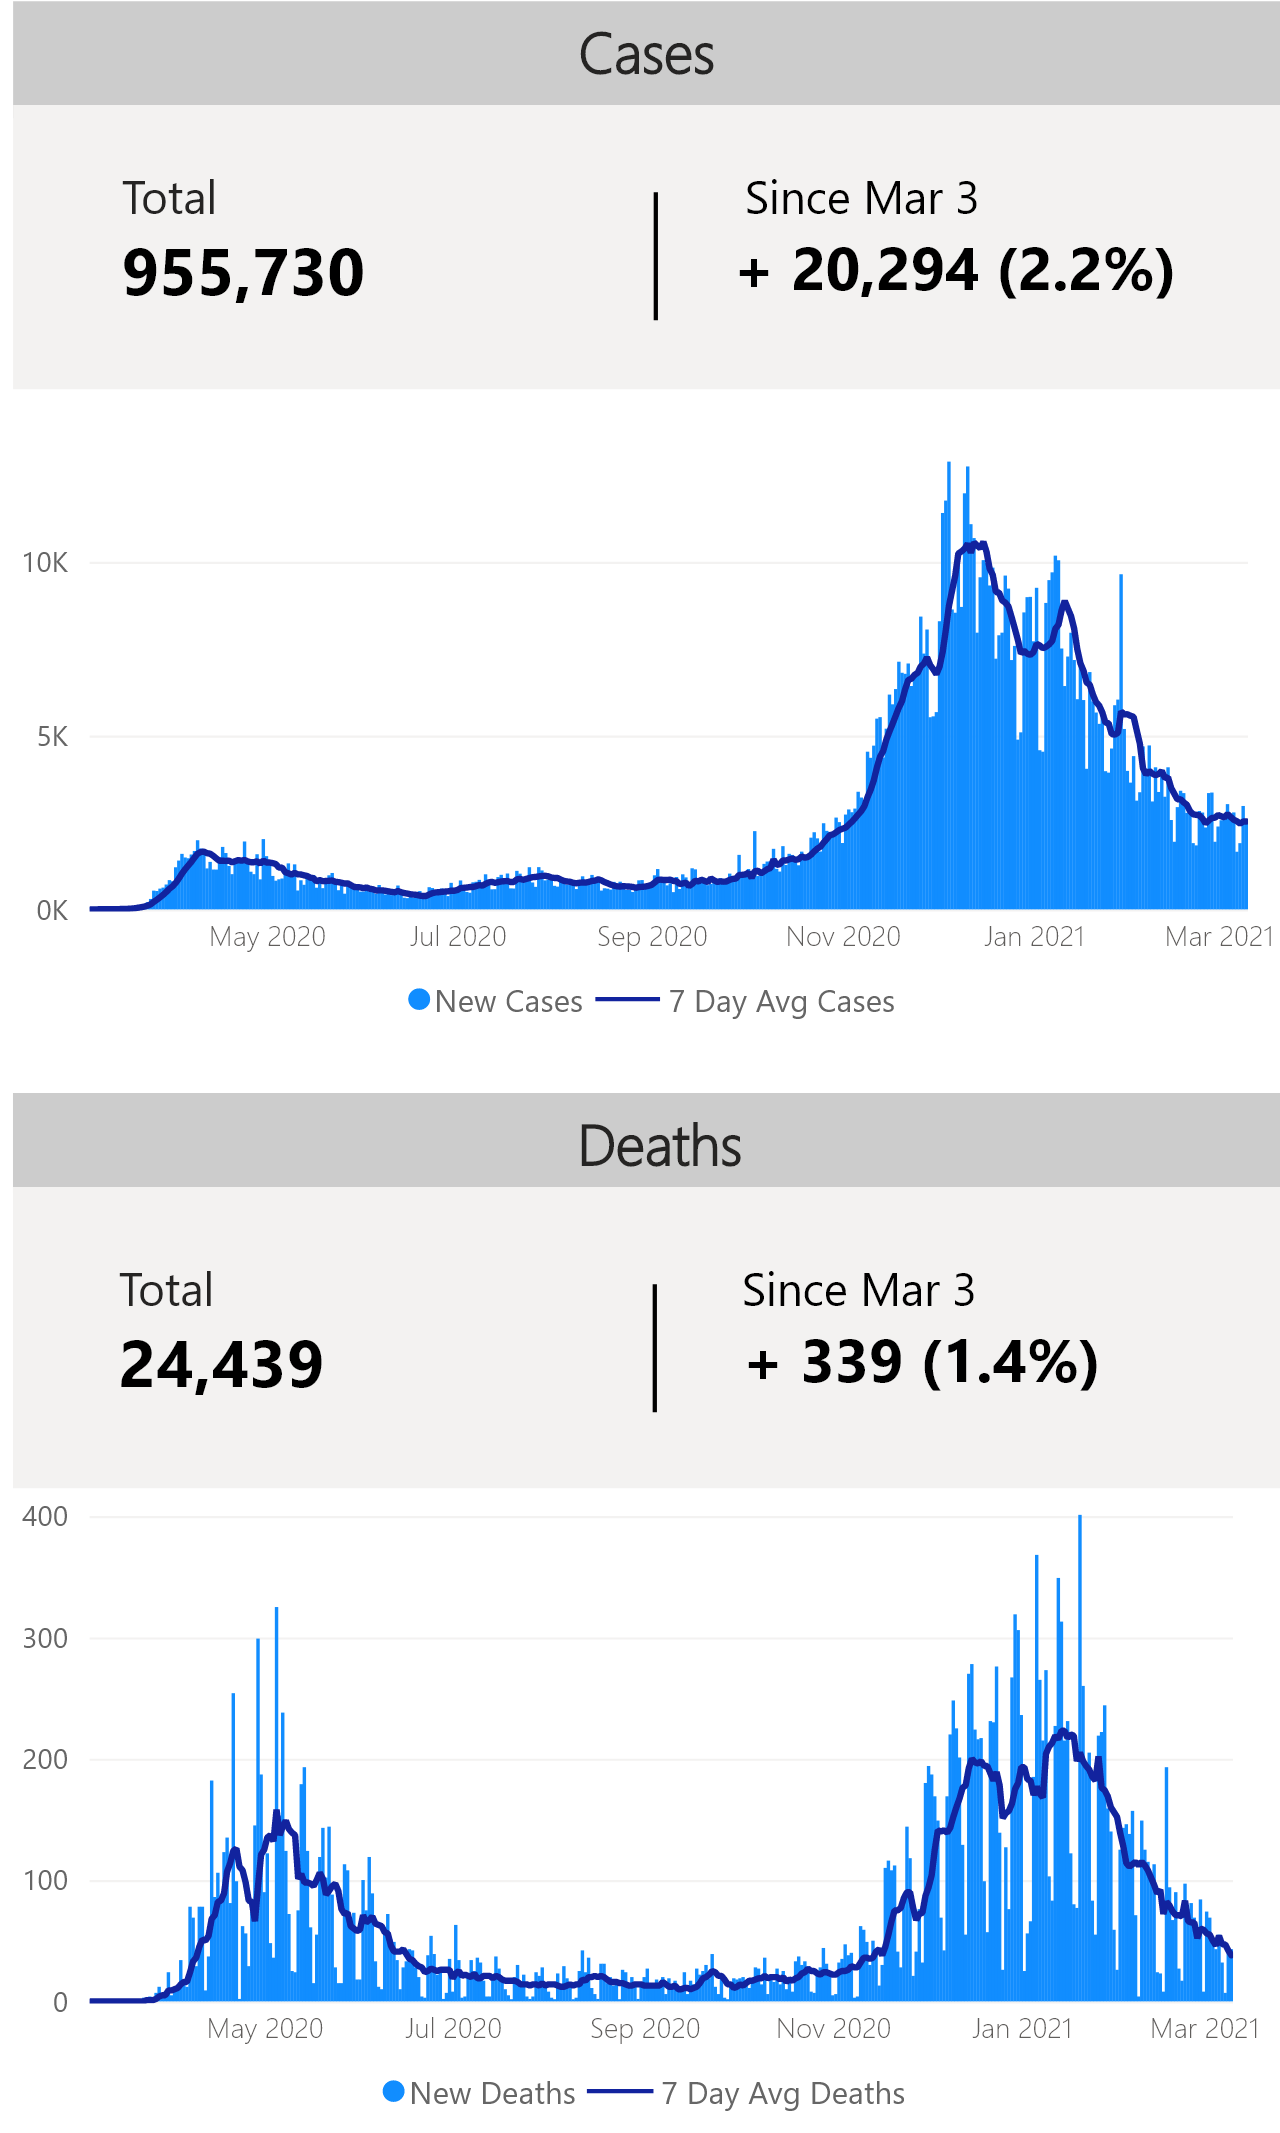 Cases
Total
Since Mar 3
955,730
+ 20,294 (2.2%)
10K
5K
0K
May 2020
Jul 2020
Sep 2020
Nov 2020
Jan 2021
Mar 2021
New Cases
7 Day Avg Cases
Deaths
Total
Since Mar 3
24,439
+ 339 (1.4%)
400
300
200
100
0
May 2020
Jul 2020
Sep 2020
Nov 2020
Jan 2021
Mar 2021
New Deaths
7 Day Avg Deaths